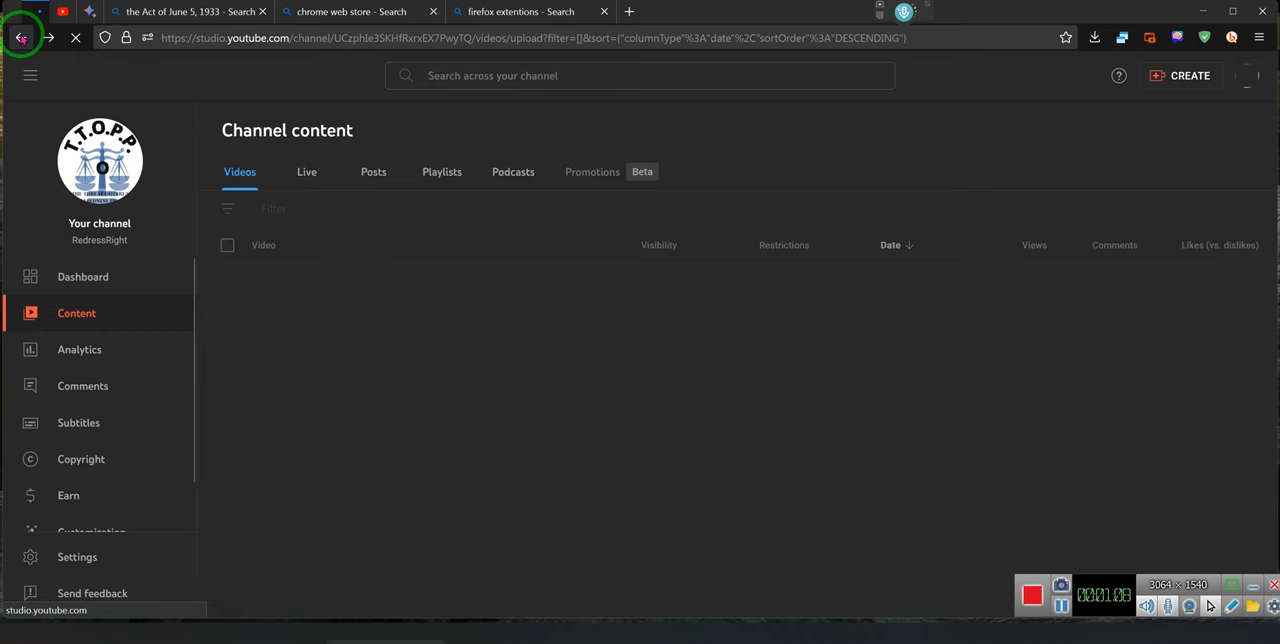 the Act of June 5, 1933 - Search
chrome web store - Search
firefox extentions - Search
https://studio.youtube.com/channel/UCzphIe3SKHfRxrxEX7PwyTQ/videos/upload?filter=[]&sort={"columnType"%3A"date"%2C"sortOrder"%3A"DESCENDING"}
Search across your channel
CREATE
T.T.O.P.P.
Your channel
RedressRight
Dashboard
Content
Analytics
Comments
Subtitles
Copyright
Earn
Customization
Settings
Send feedback
studio.youtube.com
Channel content
Videos
Live
Posts
Playlists
Podcasts
Promotions
Beta
Filter
Video
Visibility
Restrictions
Date
Views
Comments
Likes (vs. dislikes)
00:01:08
3064 × 1540